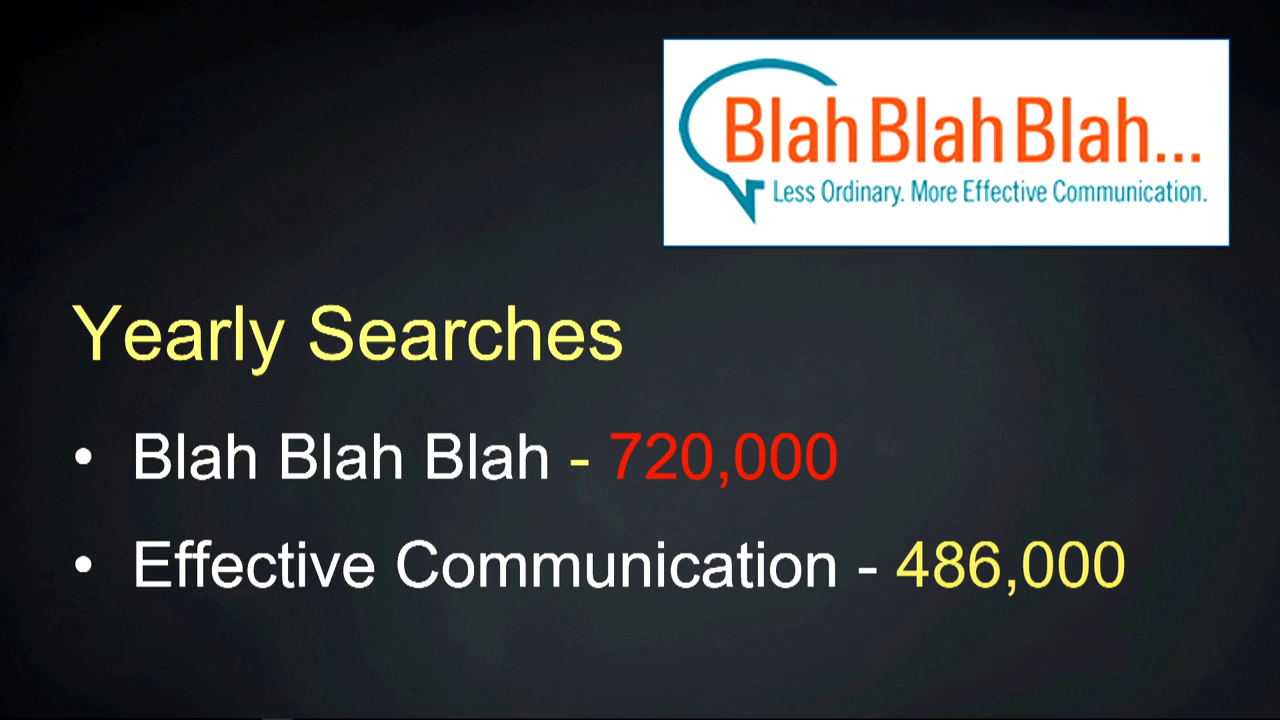 Blah Blah Blah...
Less Ordinary. More Effective Communication.
Yearly Searches
• Blah Blah Blah - 720,000
• Effective Communication - 486,000